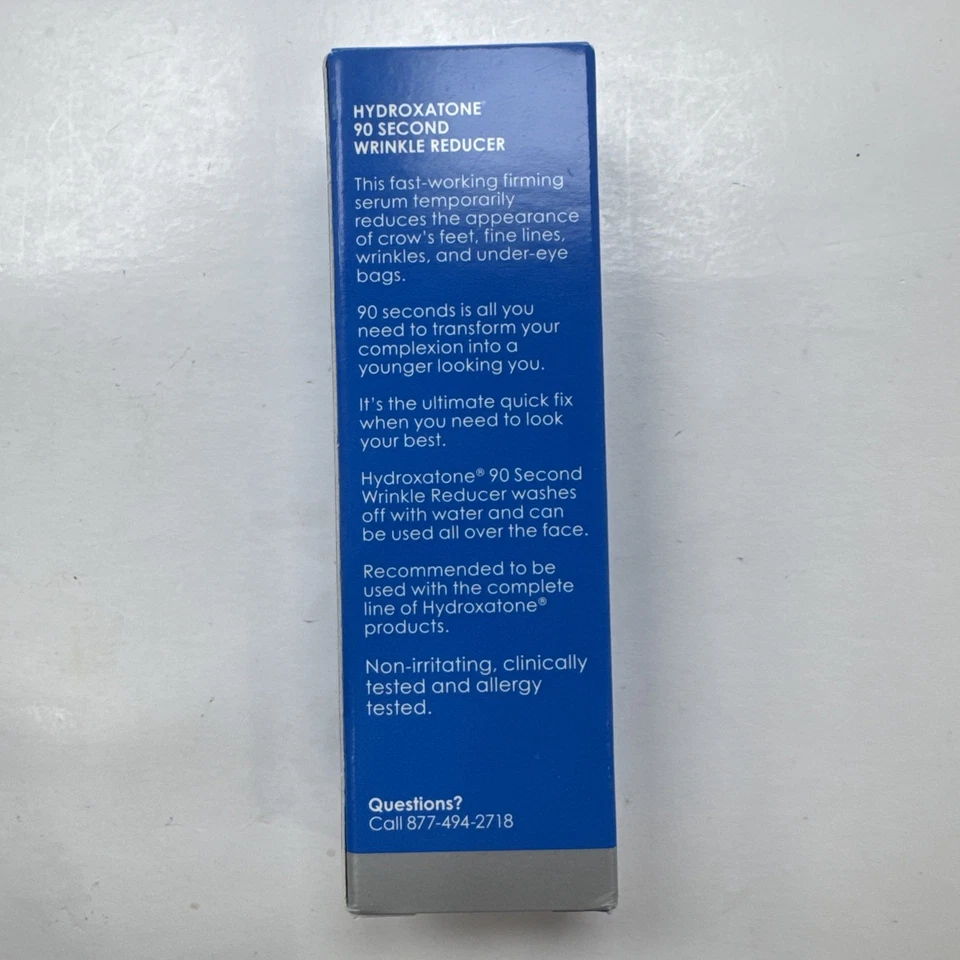 HYDROXATONE
90 SECOND
WRINKLE REDUCER
This fast-working firming
serum temporarily
reduces the appearance
of crow's feet, fine lines,
wrinkles, and under-eye
bags.
90 seconds is all you
need to transform your
complexion into a
younger looking you.
It's the ultimate quick fix
when you need to look
your best.
Hydroxatone® 90 Second
Wrinkle Reducer washes
off with water and can
be used all over the face.
Recommended to be
used with the complete
line of Hydroxatone®
products.
Non-irritating, clinically
tested and allergy
tested.
Questions?
Call 877-494-2718